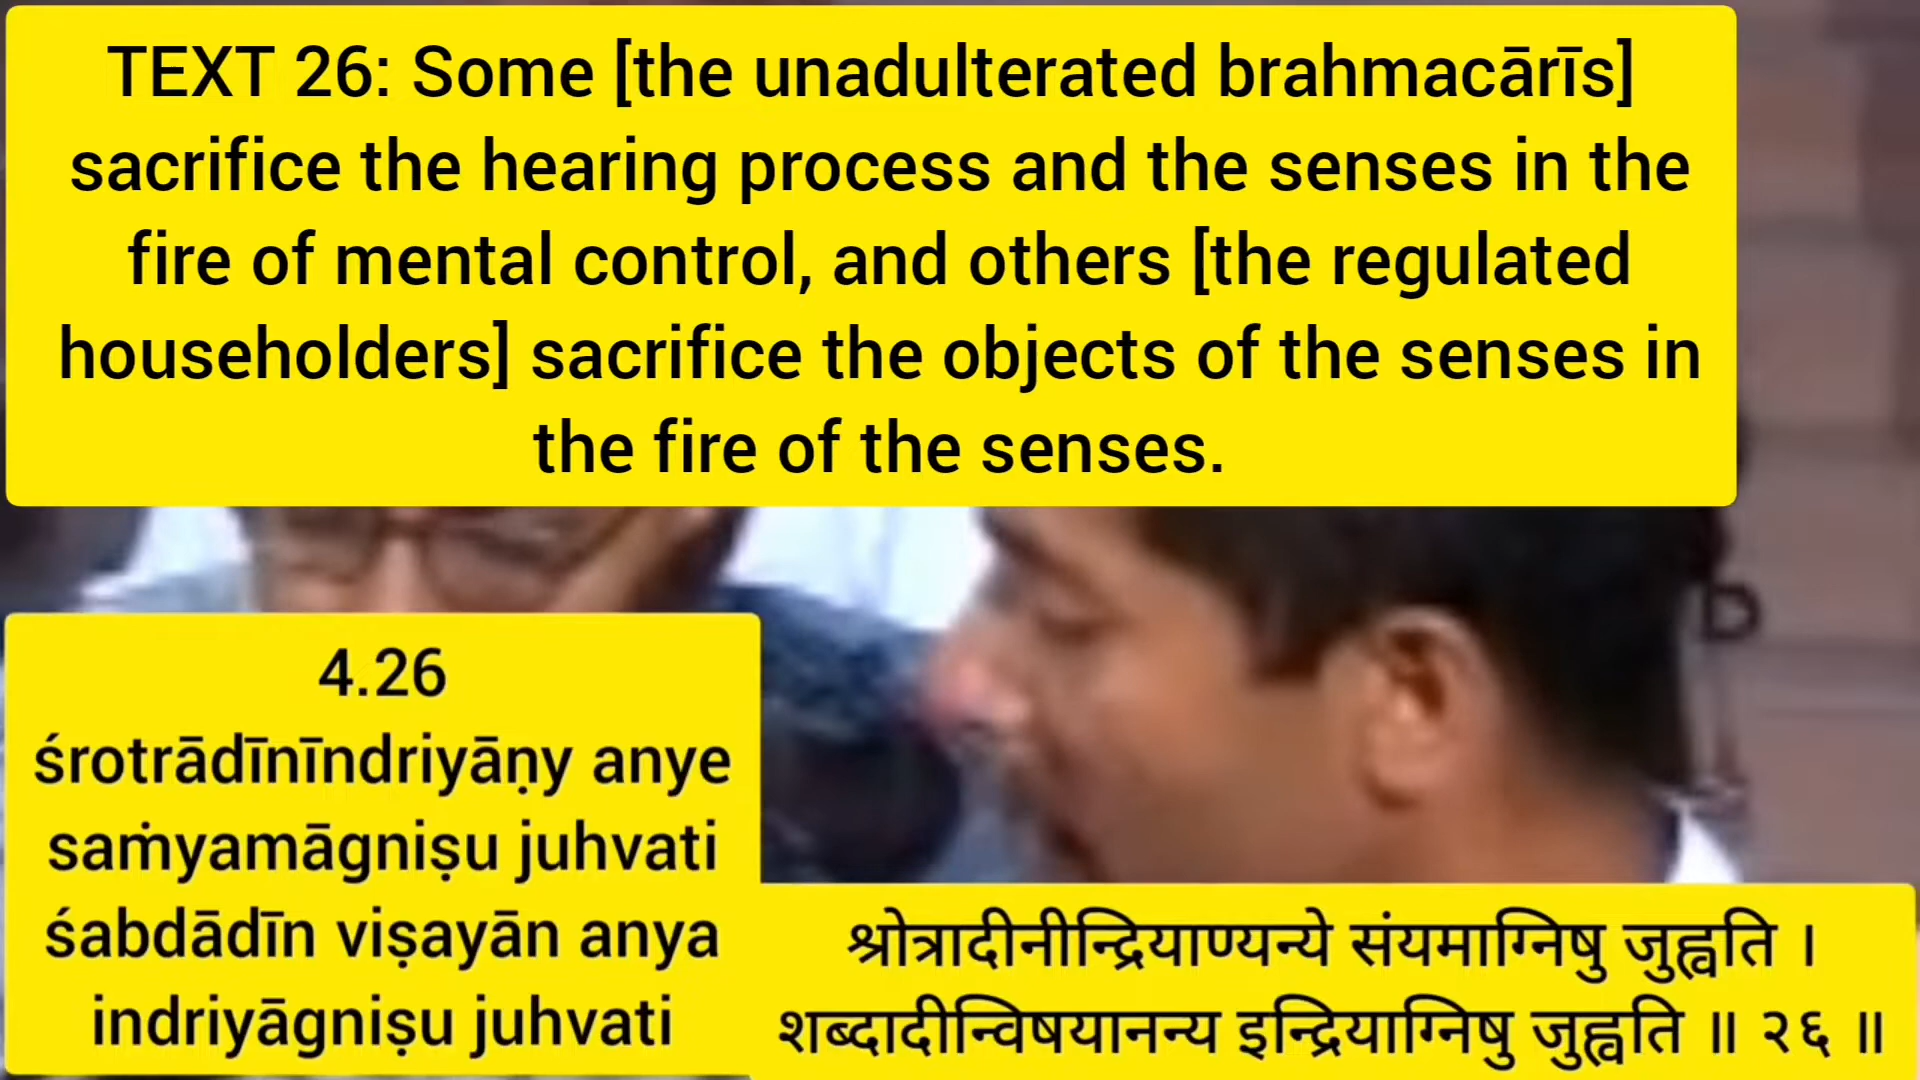 TEXT 26: Some [the unadulterated brahmacārīs]
sacrifice the hearing process and the senses in the
fire of mental control, and others [the regulated
householders] sacrifice the objects of the senses in
the fire of the senses.
4.26
śrotrādīnīndriyāṇy anye
saṁyamāgniṣu juhvati
śabdādīn viṣayān anya
indriyāgniṣu juhvati
श्रोत्रादीनीन्द्रियाण्यन्ये संयमाग्निषु जुह्वति ।
शब्दादीन्विषयानन्य इन्द्रियाग्निषु जुह्वति ॥ २६ ॥